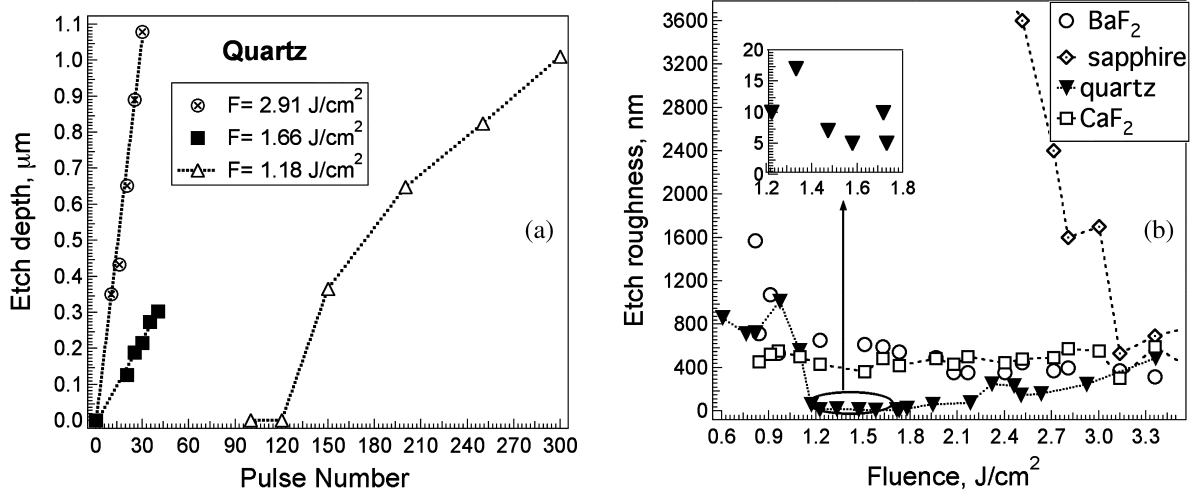 1.1
1.0
0.9
0.8
0.7
0.6
0.5
0.4
0.3
0.2
0.1
0.0
Etch depth, μm
Quartz
F= 2.91 J/cm²
F= 1.66 J/cm²
F= 1.18 J/cm²
(a)
0 30 60 90 120 150 180 210 240 270 300
Pulse Number
3600
3200
2800
2400
2000
1600
1200
800
400
0
Etch roughness, nm
20
15
10
5
0
1.2 1.4 1.6 1.8
BaF₂
sapphire
quartz
CaF₂
(b)
0.6 0.9 1.2 1.5 1.8 2.1 2.4 2.7 3.0 3.3
Fluence, J/cm²